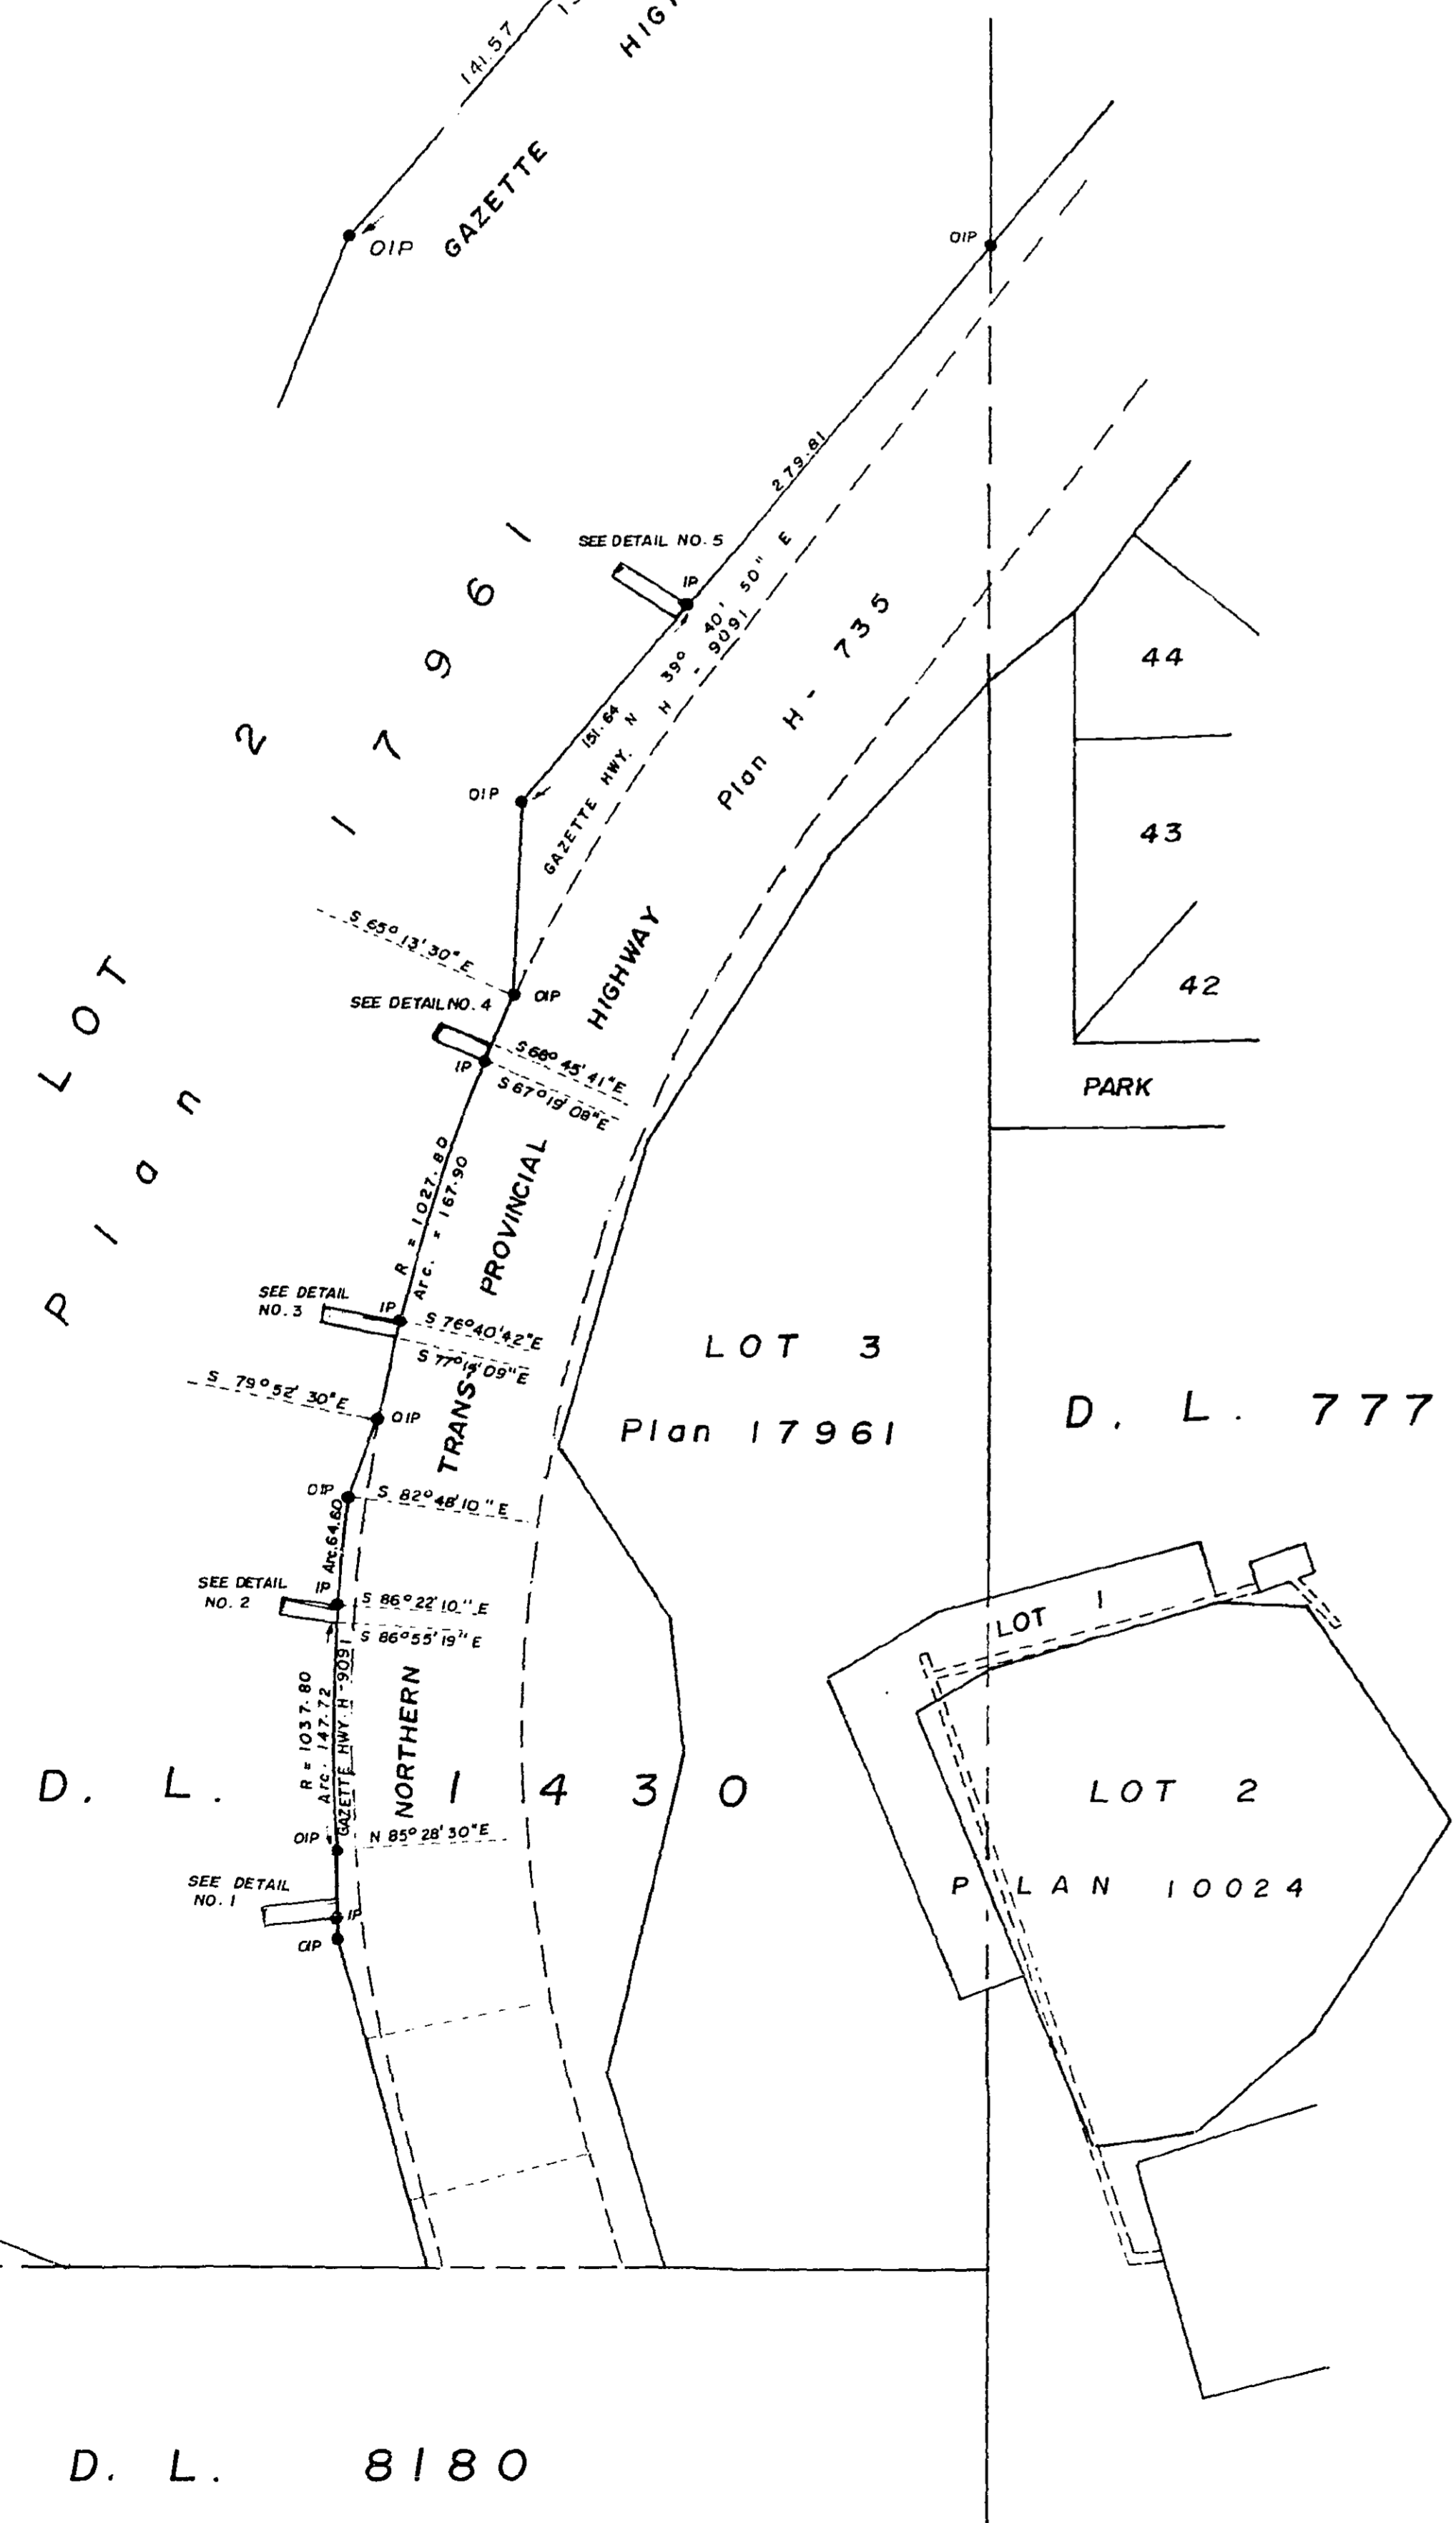 141.57
GAZETTE
OIP
OIP
279.81
SEE DETAIL NO. 5
IP
N 39° 40' 50" E
GAZETTE HWY. H - 9091
151.64
OIP
Plan H - 735
LOT 2
Plan 17961
44
43
42
PARK
S 65° 13' 30" E
OIP
SEE DETAIL NO. 4
IP
S 68° 45' 41" E
S 67° 19' 08" E
TRANS- PROVINCIAL HIGHWAY
R = 1027.80
Arc. = 167.90
SEE DETAIL
NO. 3
IP
S 76° 40' 42" E
S 79° 52' 30" E
OIP
LOT 3
Plan 17961
D. L. 777
OIP
S 82° 48' 10" E
Arc. 64.60
SEE DETAIL
NO. 2
IP
S 86° 22' 10" E
S 86° 55' 19" E
LOT 1
R = 1037.80
Arc. 147.72
GAZETTE HWY. H - 9091
NORTHERN
D. L. 1430
LOT 2
PLAN 10024
OIP
N 85° 28' 30" E
SEE DETAIL
NO. 1
IP
OIP
D. L. 8180